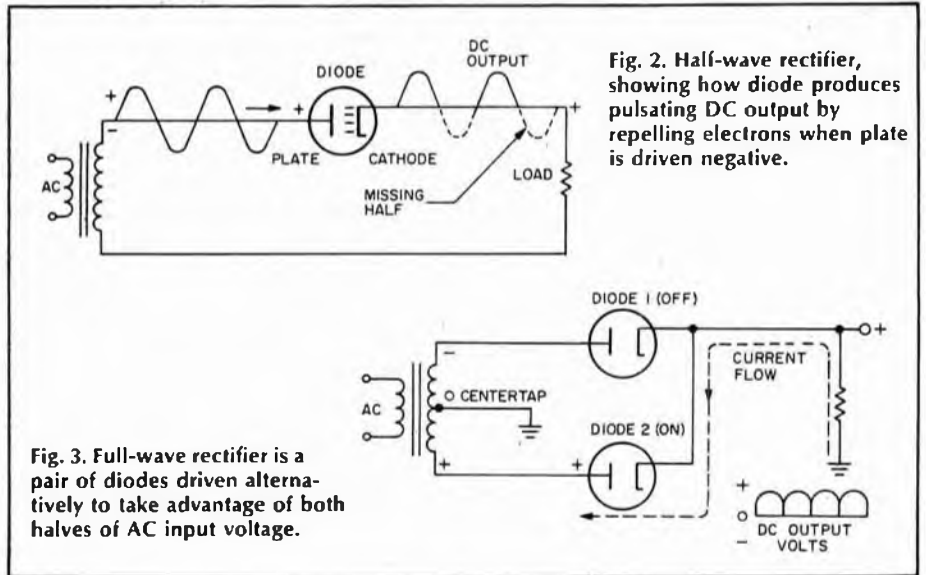 DC
OUTPUT
DIODE
+
+
+
-
PLATE
CATHODE
AC
LOAD
MISSING
HALF
Fig. 2. Half-wave rectifier,
showing how diode produces
pulsating DC output by
repelling electrons when plate
is driven negative.
DIODE 1 (OFF)
+
-
CURRENT
FLOW
AC
O CENTERTAP
DIODE 2 (ON)
+
+
+
O
-
DC OUTPUT
VOLTS
Fig. 3. Full-wave rectifier is a
pair of diodes driven alterna-
tively to take advantage of both
halves of AC input voltage.